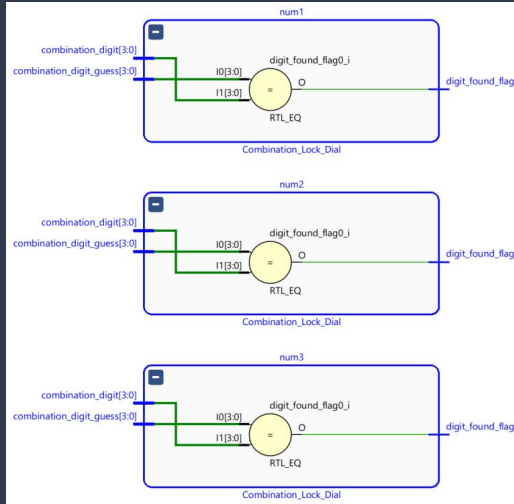 num1
combination_digit[3:0]
combination_digit_guess[3:0]
digit_found_flag0_i
I0[3:0]
I1[3:0]
=
O
RTL_EQ
digit_found_flag
Combination_Lock_Dial
num2
combination_digit[3:0]
combination_digit_guess[3:0]
digit_found_flag0_i
I0[3:0]
I1[3:0]
=
O
RTL_EQ
digit_found_flag
Combination_Lock_Dial
num3
combination_digit[3:0]
combination_digit_guess[3:0]
digit_found_flag0_i
I0[3:0]
I1[3:0]
=
O
RTL_EQ
digit_found_flag
Combination_Lock_Dial